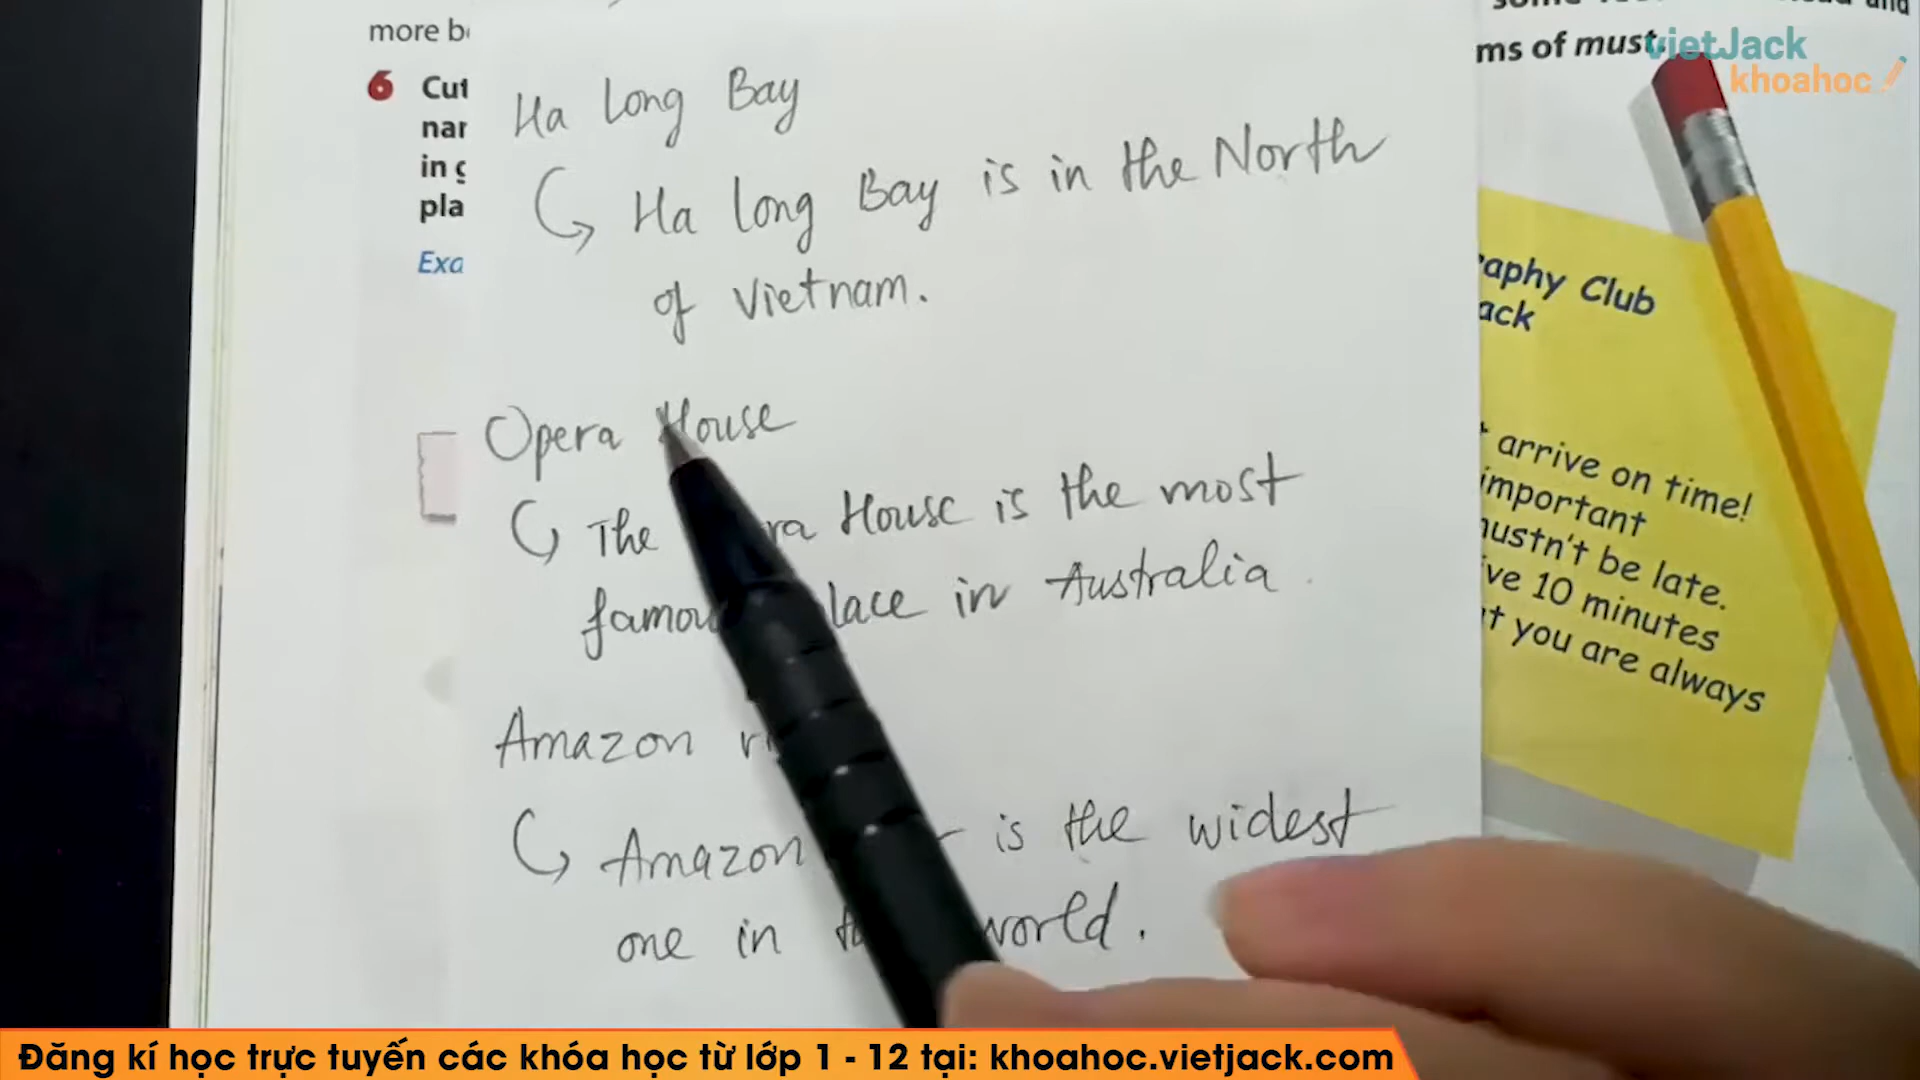 more b
6 Cut
nar
in g
pla
Exa
Ha Long Bay
Ha Long Bay is in the North
of Vietnam.
Opera House
The ra House is the most
famou lace in Australia.
Amazon
Amazon is the widest
one in world.
and
ms of must.
vietJack
khoahoc
raphy Club
ack
arrive on time!
important
mustn't be late.
ve 10 minutes
t you are always
Đăng kí học trực tuyến các khóa học từ lớp 1 - 12 tại: khoahoc.vietjack.com